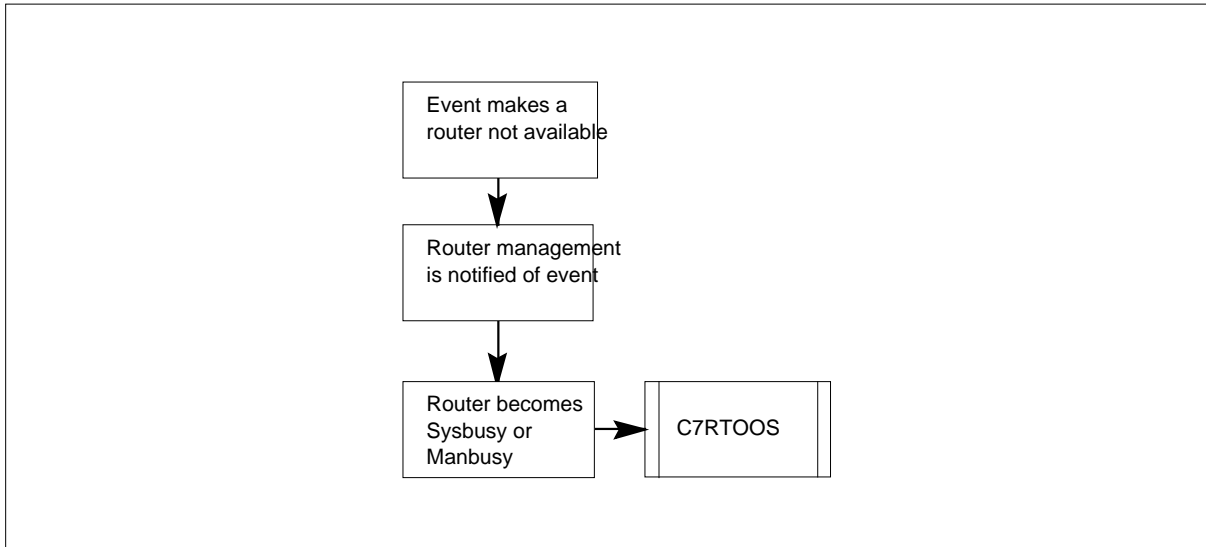 Event makes a
router not available
Router management
is notified of event
Router becomes
Sysbusy or
Manbusy
C7RTOOS